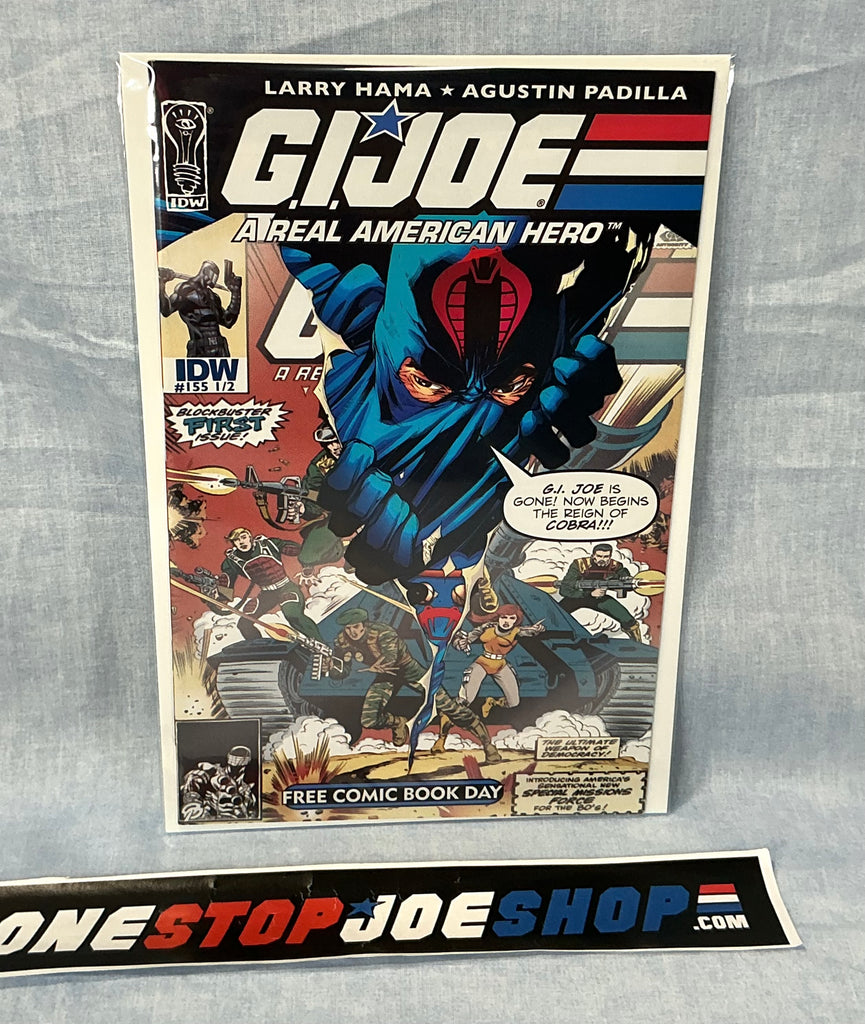 LARRY HAMA ★ AGUSTIN PADILLA
G.I. JOE
®
IDW
®
A REAL AMERICAN HERO™
IDW
#155 1/2
A RE
BLOCKBUSTER
FIRST
ISSUE!
G.I. JOE IS
GONE! NOW BEGINS
THE REIGN OF
COBRA!!!
THE ULTIMATE
WEAPON OF
DEMOCRACY!
INTRODUCING AMERICA'S
SENSATIONAL NEW
SPECIAL MISSIONS
FORCE
FOR THE 80'S!
FREE COMIC BOOK DAY
ONESTOPJOESHOP
.COM